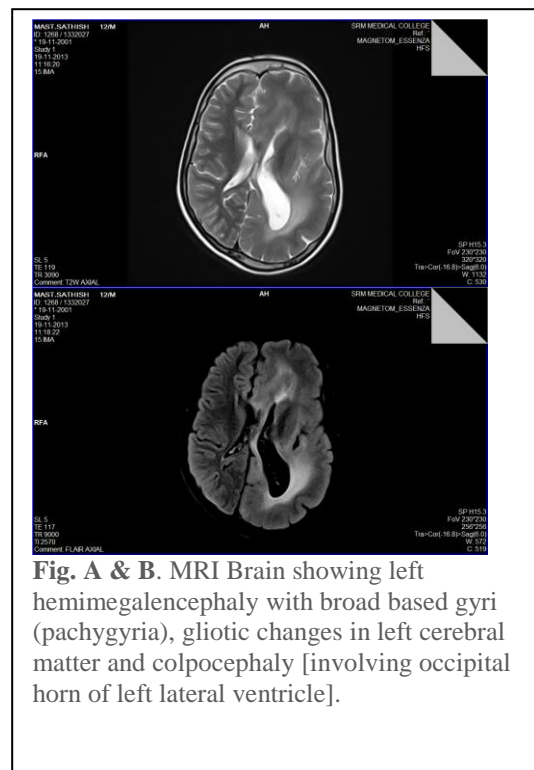 MAST.SATHISH 12/M
ID: 1268 / 1332027
* 19-11-2001
Study 1
19-11-2013
11:16:20
15 IMA
AH
SRM MEDICAL COLLEGE
Ref:
MAGNETOM_ESSENZA
HFS
RFA
SL 5
TE 119
TR 3090
Comment: T2W AXIAL
SP H15.3
FoV 230*230
320*320
Tra>Cor(-16.8)>Sag(6.0)
W: 1132
C: 530
MAST.SATHISH 12/M
ID: 1268 / 1332027
* 19-11-2001
Study 1
19-11-2013
11:18:22
15 IMA
AH
SRM MEDICAL COLLEGE
Ref:
MAGNETOM_ESSENZA
HFS
RFA
SL 5
TE 117
TR 9000
TI 2570
Comment: FLAIR AXIAL
SP H15.3
FoV 230*230
256*256
Tra>Cor(-16.8)>Sag(6.0)
W: 572
C: 519
Fig. A & B. MRI Brain showing left
hemimegalencephaly with broad based gyri
(pachygyria), gliotic changes in left cerebral
matter and colpocephaly [involving occipital
horn of left lateral ventricle].